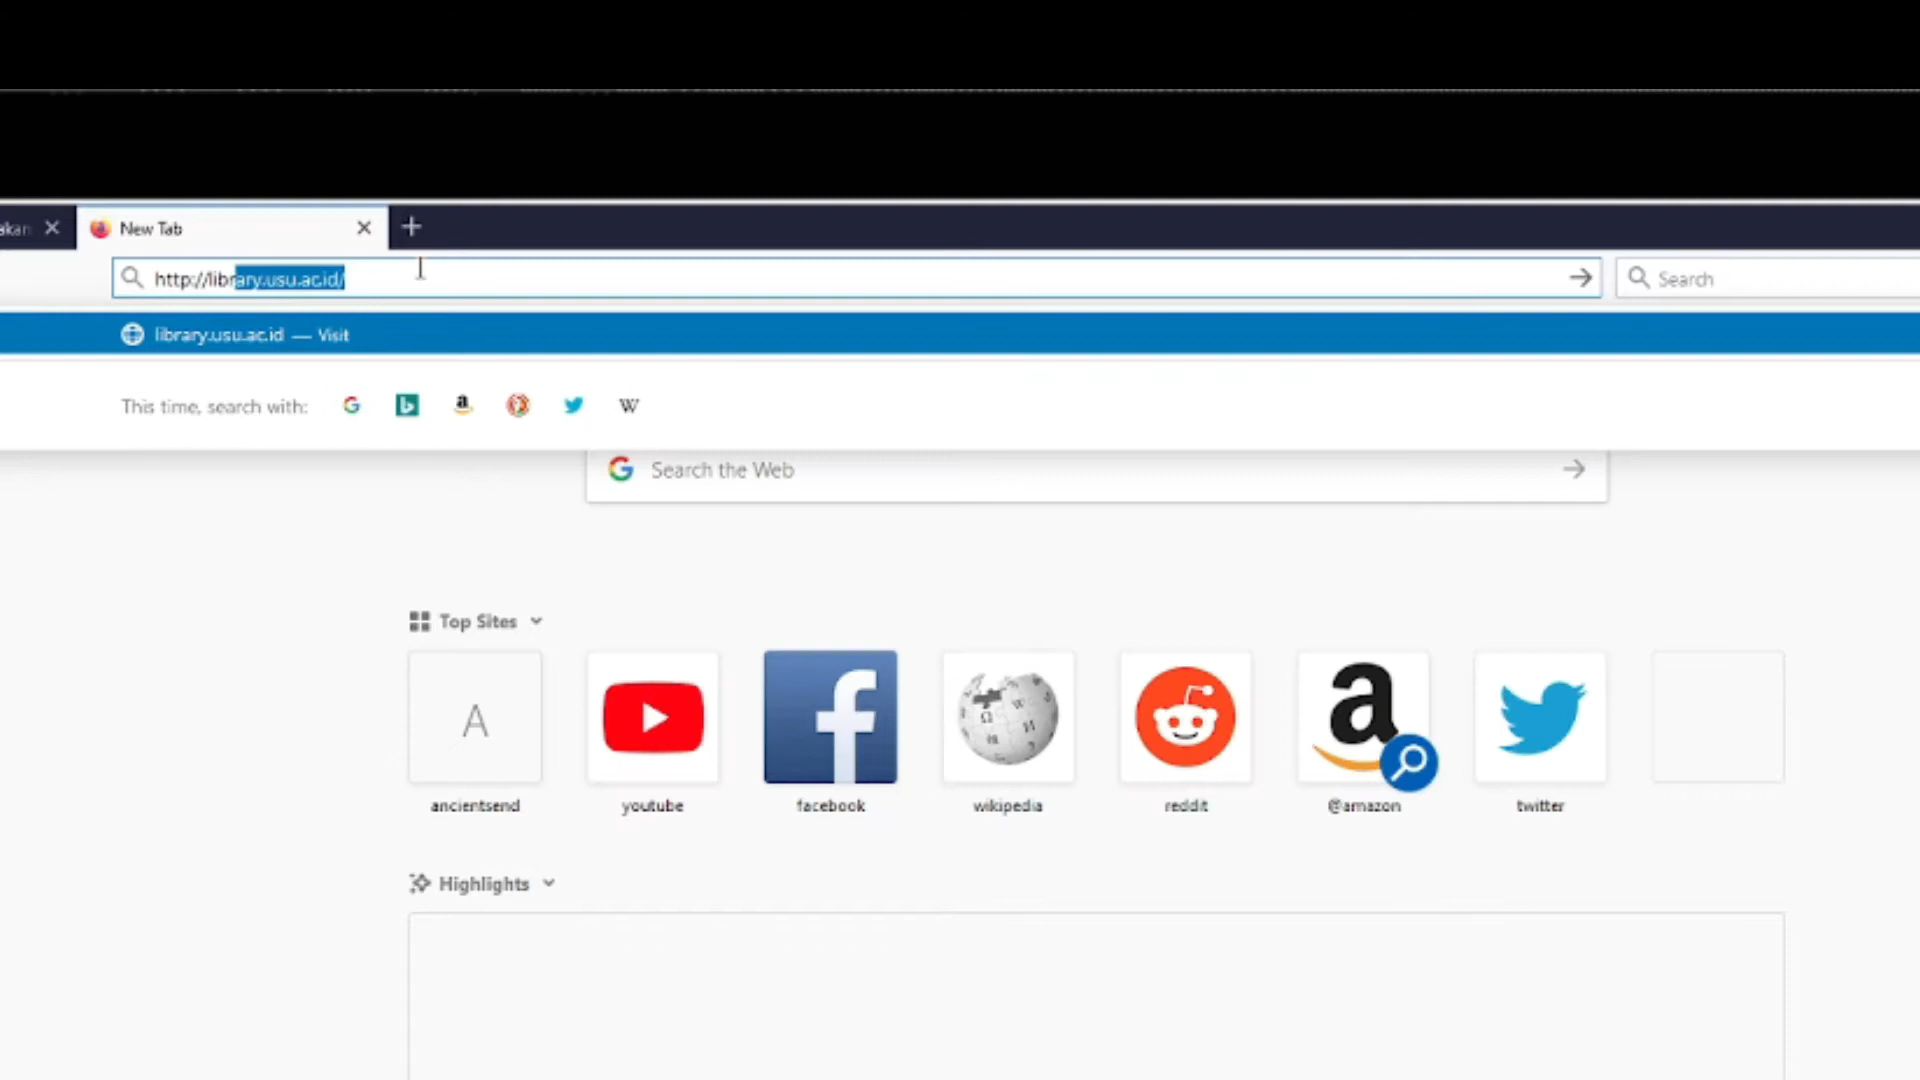 akan
New Tab
http://library.usu.ac.id/
Search
library.usu.ac.id — Visit
This time, search with:
Search the Web
Top Sites
A
ancientsend
youtube
facebook
wikipedia
reddit
@amazon
twitter
Highlights